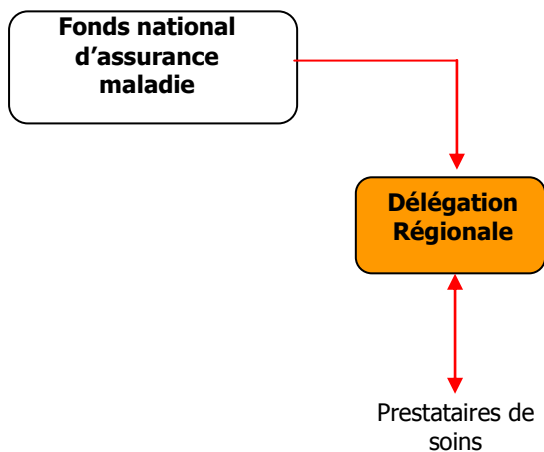 Fonds national
d’assurance
maladie
Délégation
Régionale
Prestataires de
soins